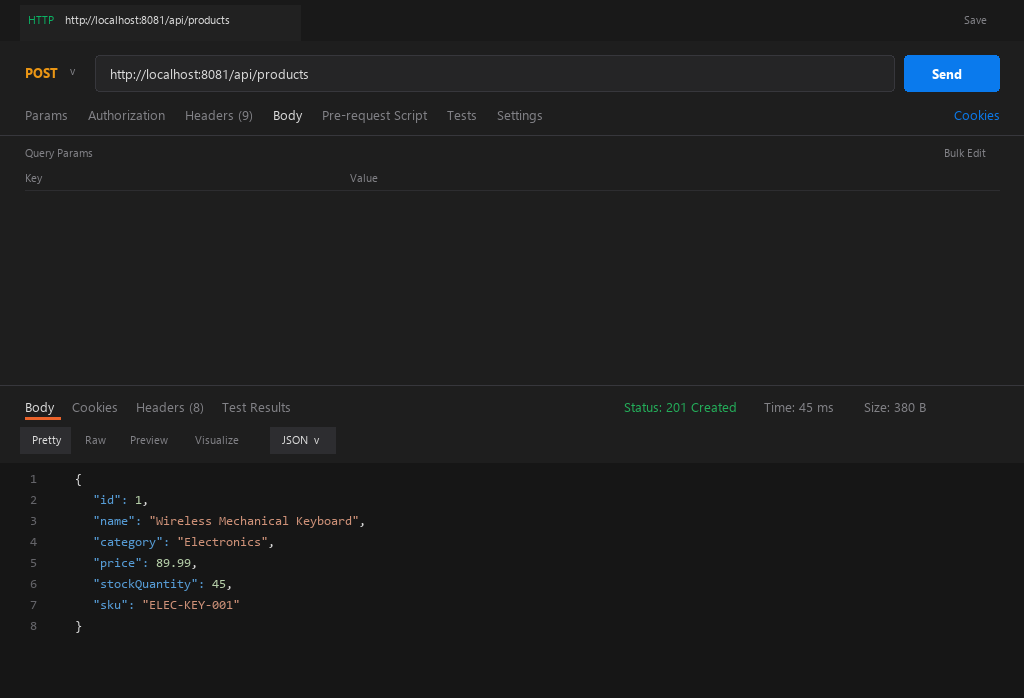 HTTP http://localhost:8081/api/products Save
POST v http://localhost:8081/api/products Send
Params Authorization Headers (9) Body Pre-request Script Tests Settings Cookies
Query Params Bulk Edit
Key Value
Body Cookies Headers (8) Test Results Status: 201 Created Time: 45 ms Size: 380 B
Pretty Raw Preview Visualize JSON v
1 {
2 "id": 1,
3 "name": "Wireless Mechanical Keyboard",
4 "category": "Electronics",
5 "price": 89.99,
6 "stockQuantity": 45,
7 "sku": "ELEC-KEY-001"
8 }